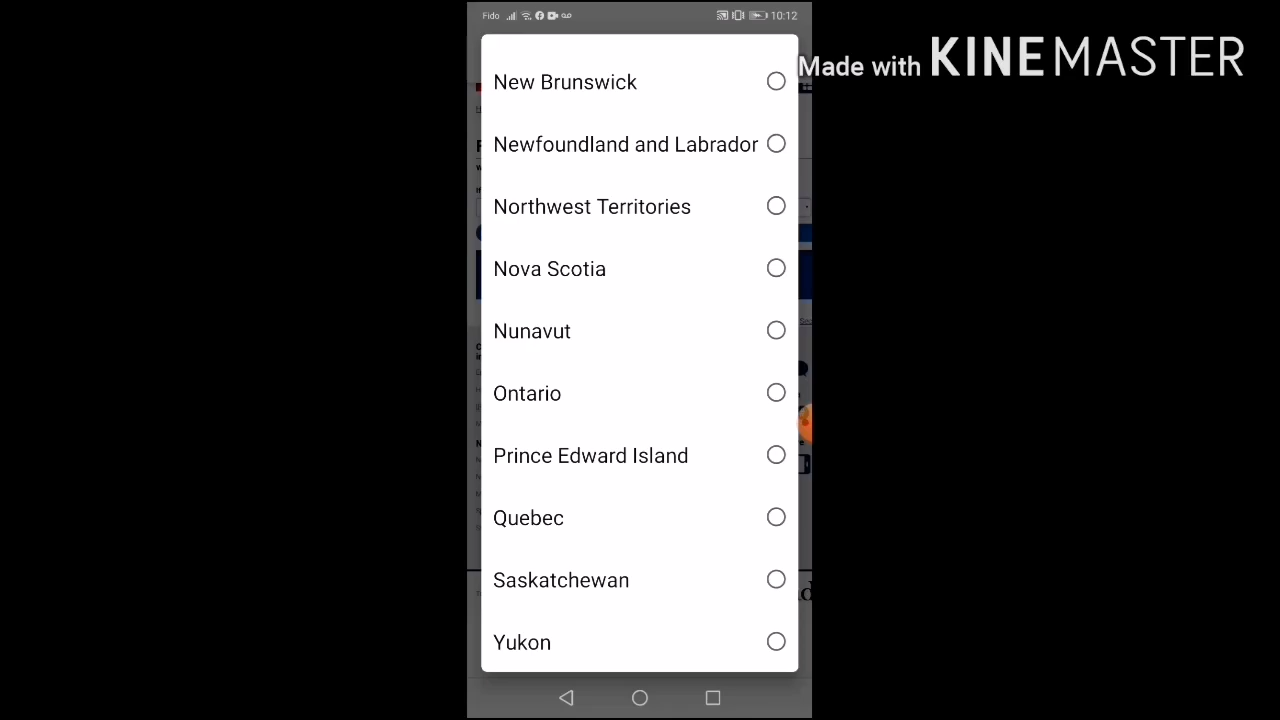 Fido 10:12
Made with KINEMASTER
New Brunswick
Newfoundland and Labrador
Northwest Territories
Nova Scotia
Nunavut
Ontario
Prince Edward Island
Quebec
Saskatchewan
Yukon